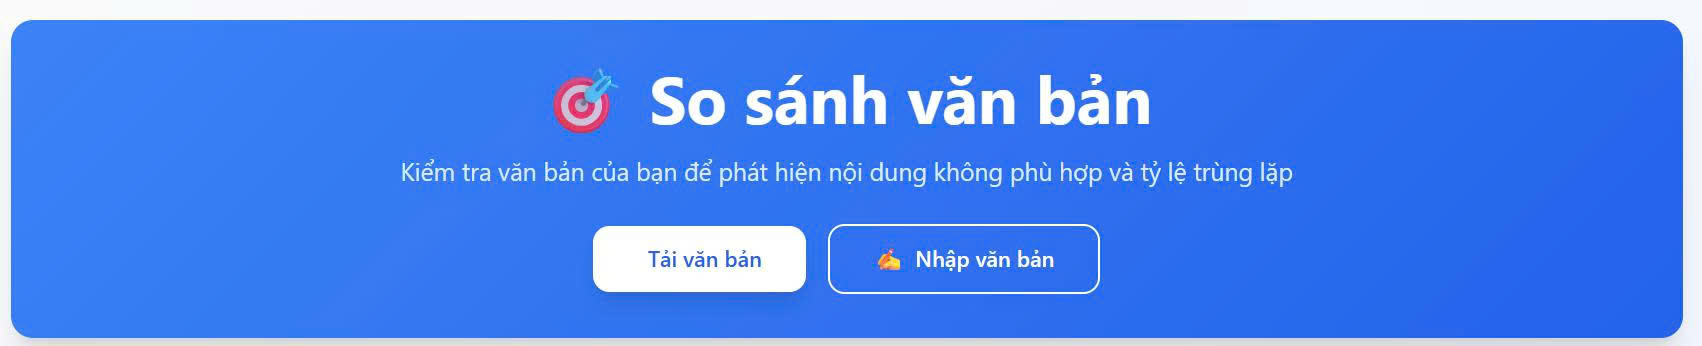 So sánh văn bản
Kiểm tra văn bản của bạn để phát hiện nội dung không phù hợp và tỷ lệ trùng lặp
Tải văn bản
Nhập văn bản